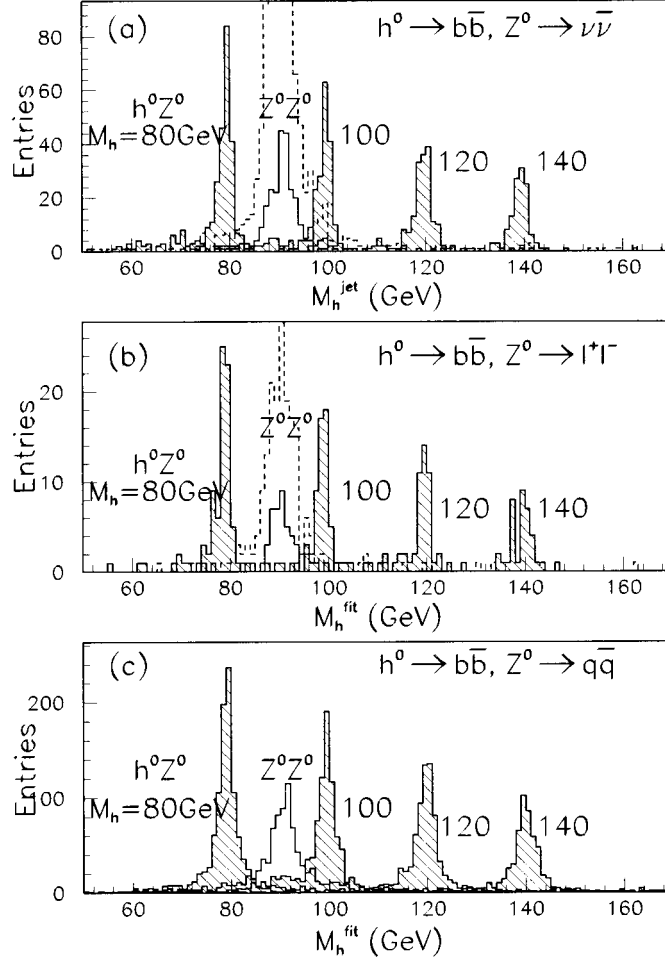 (a)
h⁰ → bb̅, Z⁰ → νν̅
h⁰Z⁰
M_h=80GeV
Z⁰Z⁰
100
120
140
Entries
0
20
40
60
80
60
80
100
120
140
160
M_h^jet (GeV)
(b)
h⁰ → bb̅, Z⁰ → l⁺l⁻
h⁰Z⁰
M_h=80GeV
Z⁰Z⁰
100
120
140
Entries
0
10
20
60
80
100
120
140
160
M_h^fit (GeV)
(c)
h⁰ → bb̅, Z⁰ → qq̅
h⁰Z⁰
M_h=80GeV
Z⁰Z⁰
100
120
140
Entries
0
100
200
60
80
100
120
140
160
M_h^fit (GeV)